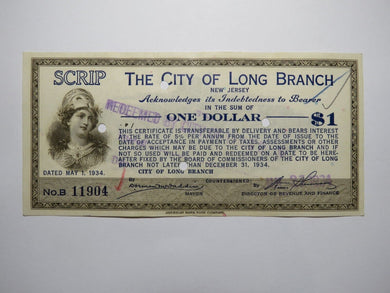 SCRIP
THE CITY OF LONG BRANCH
NEW JERSEY
Acknowledges its Indebtedness to Bearer
IN THE SUM OF
ONE DOLLAR $1
REDEEMED
THIS CERTIFICATE IS TRANSFERABLE BY DELIVERY AND BEARS INTEREST
AT THE RATE OF 5% PER ANNUM FROM THE DATE OF ISSUE TO THE
DATE OF ACCEPTANCE IN PAYMENT OF TAXES, ASSESSMENTS OR OTHER
CHARGES WHICH MAY BE DUE TO THE CITY OF LONG BRANCH AND IF
NOT SO USED WILL BE PAID AND REDEEMED ON A DATE TO BE HERE-
AFTER FIXED BY THE BOARD OF COMMISSIONERS OF THE CITY OF LONG
BRANCH NOT LATER THAN DECEMBER 31, 1934.
DATED MAY 1, 1934.
CITY OF LONG BRANCH
COUNTERSIGNED:
No.B 11904
MAYOR
DIRECTOR OF REVENUE AND FINANCE
AMERICAN BANK NOTE COMPANY.